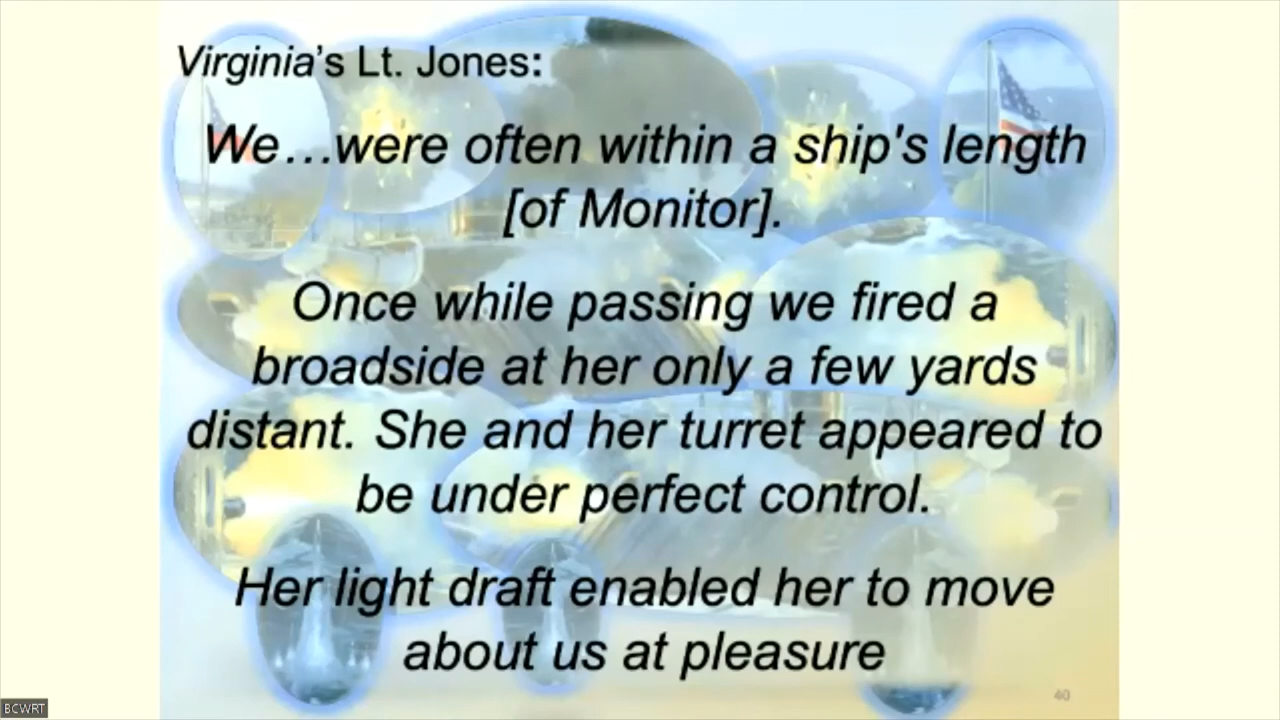 Virginia's Lt. Jones:
We...were often within a ship's length
[of Monitor].
Once while passing we fired a
broadside at her only a few yards
distant. She and her turret appeared to
be under perfect control.
Her light draft enabled her to move
about us at pleasure
40
BCWRT